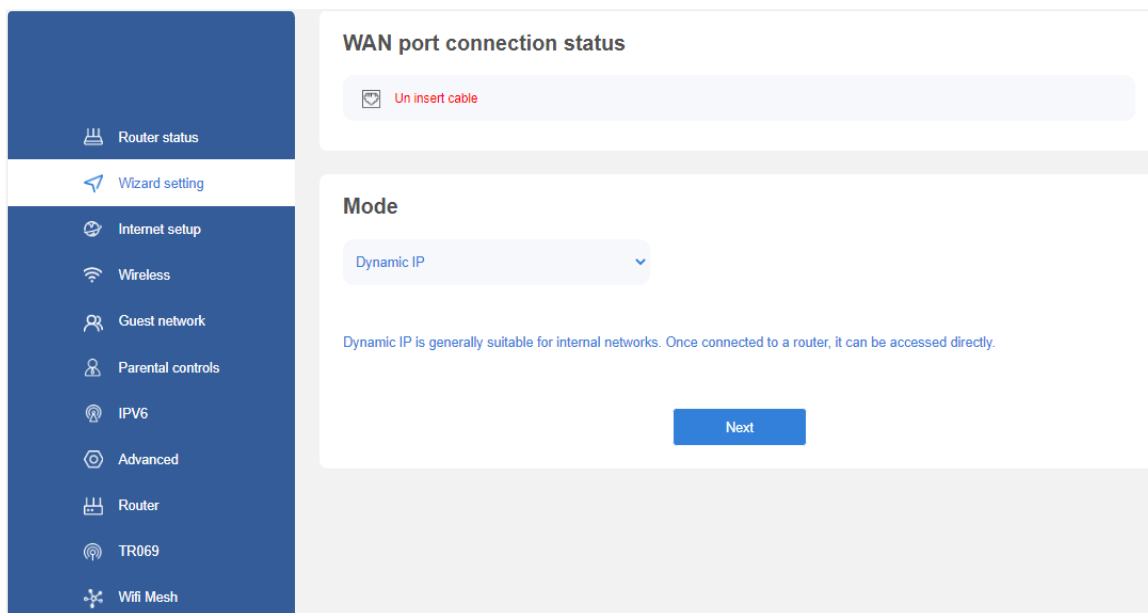 Router status
Wizard setting
Internet setup
Wireless
Guest network
Parental controls
IPV6
Advanced
Router
TR069
Wifi Mesh
WAN port connection status
Un insert cable
Mode
Dynamic IP
Dynamic IP is generally suitable for internal networks. Once connected to a router, it can be accessed directly.
Next